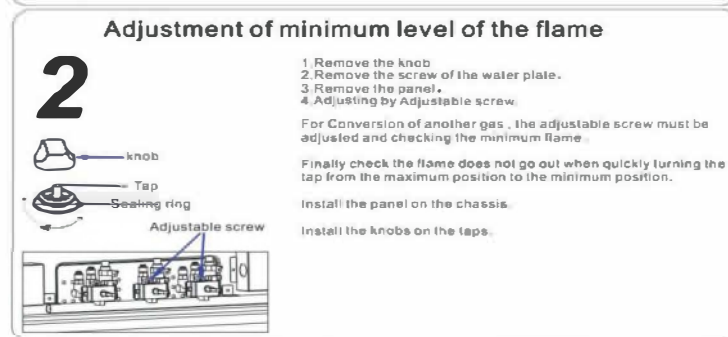 Adjustment of minimum level of the flame
2
1.Remove the knob
2.Remove the screw of the water plate.
3.Remove the panel.
4.Adjusting by Adjustable screw.
For Conversion of another gas , the adjustable screw must be
adjusted and checking the minimum flame.
Finally check the flame does not go out when quickly turning the
tap from the maximum position to the minimum position.
Install the panel on the chassis.
Install the knobs on the taps.
knob
Tap
Sealing ring
Adjustable screw